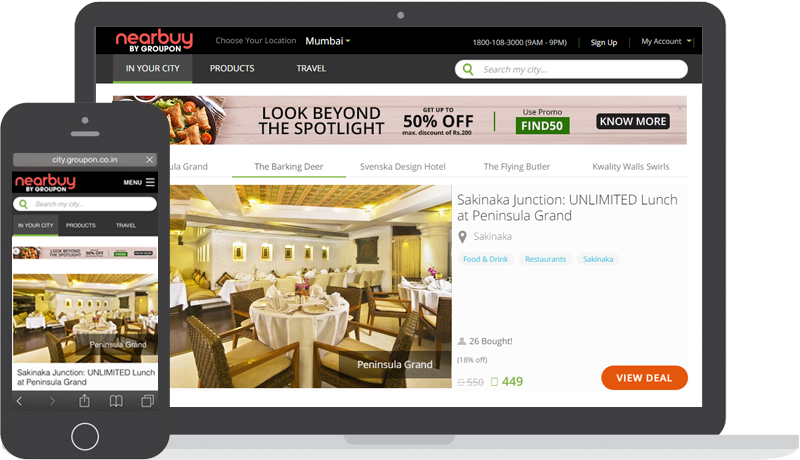 nearbuy
BY GROUPON
Choose Your Location Mumbai
1800-108-3000 (9AM - 9PM)
Sign Up
My Account
IN YOUR CITY PRODUCTS TRAVEL
Search my city...
LOOK BEYOND
THE SPOTLIGHT
GET UP TO
50% OFF
max. discount of Rs.200
Use Promo
FIND50
KNOW MORE
sula Grand The Barking Deer Svenska Design Hotel The Flying Butler Kwality Walls Swirls
Peninsula Grand
Sakinaka Junction: UNLIMITED Lunch
at Peninsula Grand
Sakinaka
Food & Drink Restaurants Sakinaka
26 Bought!
(18% off)
550 449
VIEW DEAL
city.groupon.co.in
nearbuy
BY GROUPON
MENU
Search my city...
IN YOUR CITY PRODUCTS TRAVEL
LOOK BEYOND
THE SPOTLIGHT
50% OFF
Peninsula Grand
Sakinaka Junction: UNLIMITED Lunch
at Peninsula Grand